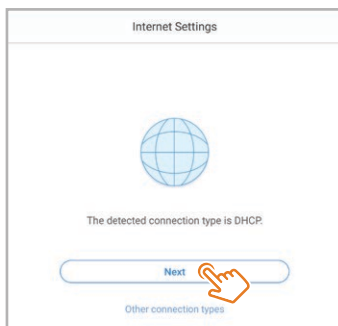 Internet Settings
The detected connection type is DHCP.
Next
Other connection types